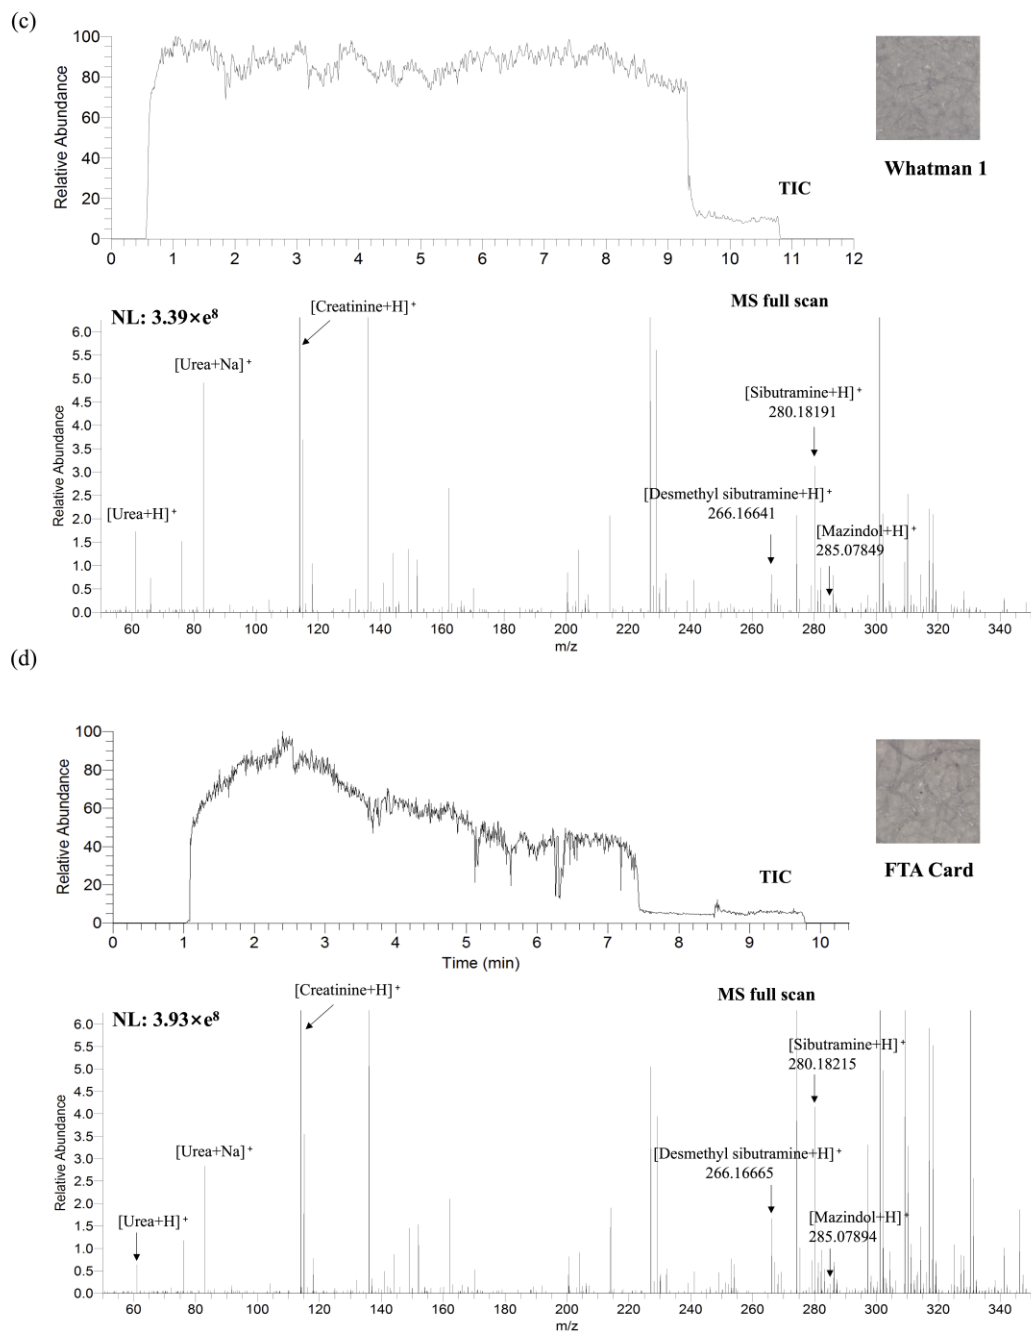 (c)
100
80
60
40
20
0
Relative Abundance
0 1 2 3 4 5 6 7 8 9 10 11 12
TIC
Whatman 1
NL: 3.39×e⁸
MS full scan
[Creatinine+H]⁺
[Urea+Na]⁺
[Urea+H]⁺
[Sibutramine+H]⁺
280.18191
[Desmethyl sibutramine+H]⁺
266.16641
[Mazindol+H]⁺
285.07849
6.0
5.5
5.0
4.5
4.0
3.5
3.0
2.5
2.0
1.5
1.0
0.5
0.0
Relative Abundance
60 80 100 120 140 160 180 200 220 240 260 280 300 320 340
m/z
(d)
100
80
60
40
20
0
Relative Abundance
0 1 2 3 4 5 6 7 8 9 10
Time (min)
TIC
FTA Card
[Creatinine+H]⁺
NL: 3.93×e⁸
MS full scan
[Sibutramine+H]⁺
280.18215
[Urea+Na]⁺
[Desmethyl sibutramine+H]⁺
266.16665
[Urea+H]⁺
[Mazindol+H]⁺
285.07894
6.0
5.5
5.0
4.5
4.0
3.5
3.0
2.5
2.0
1.5
1.0
0.5
0.0
Relative Abundance
60 80 100 120 140 160 180 200 220 240 260 280 300 320 340
m/z